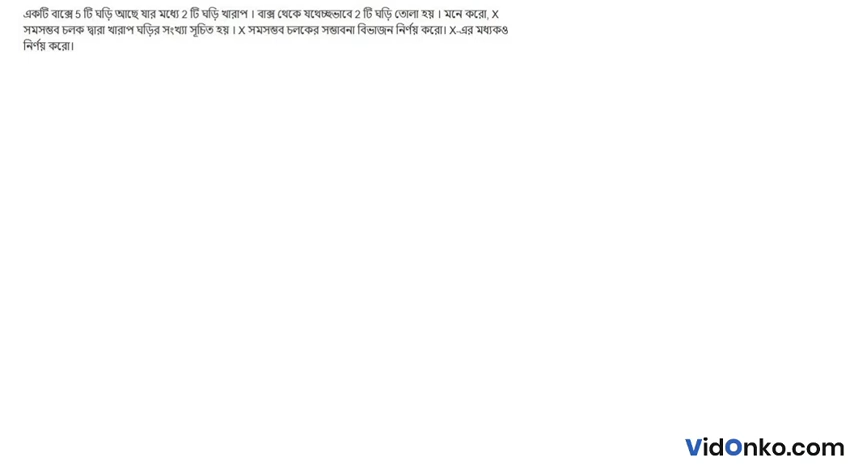 একটি বাক্সে 5 টি ঘড়ি আছে যার মধ্যে 2 টি ঘড়ি খারাপ । বাক্স থেকে যথেচ্ছভাবে 2 টি ঘড়ি তোলা হয় । মনে করো, X
সমসম্ভব চলক দ্বারা খারাপ ঘড়ির সংখ্যা সূচিত হয় । X সমসম্ভব চলকের সম্ভাবনা বিভাজন নির্ণয় করো। X-এর মধ্যকও
নির্ণয় করো।
VidOnko.com